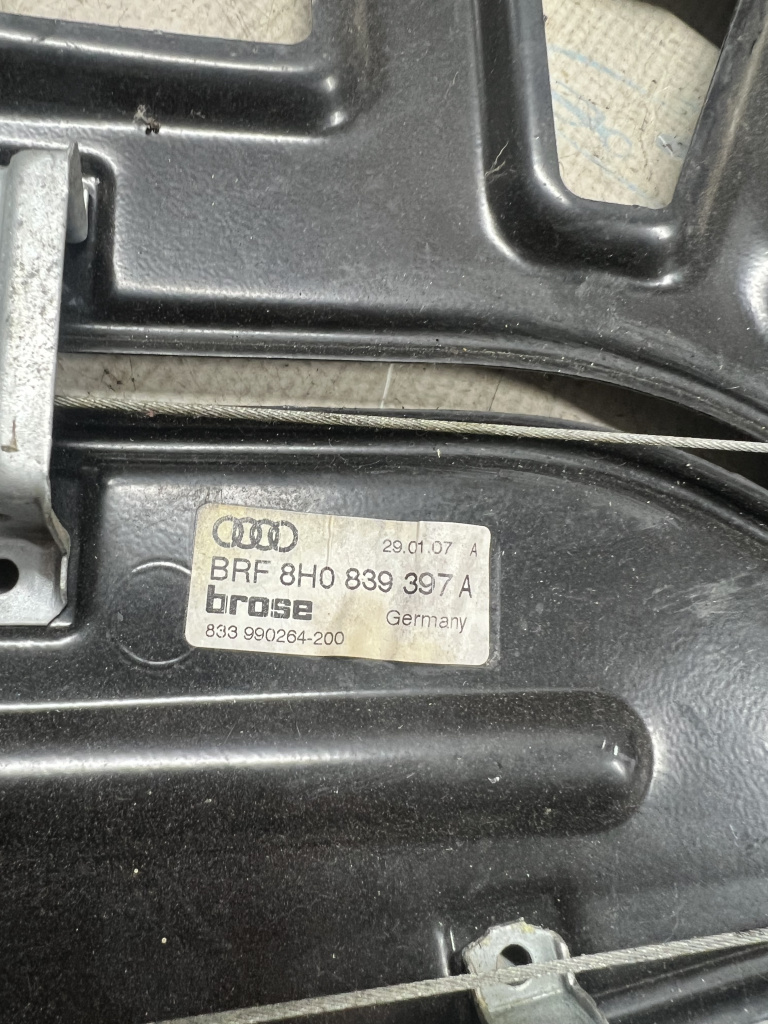 29.01.07 A
BRF 8H0 839 397 A
brose Germany
833 990264-200